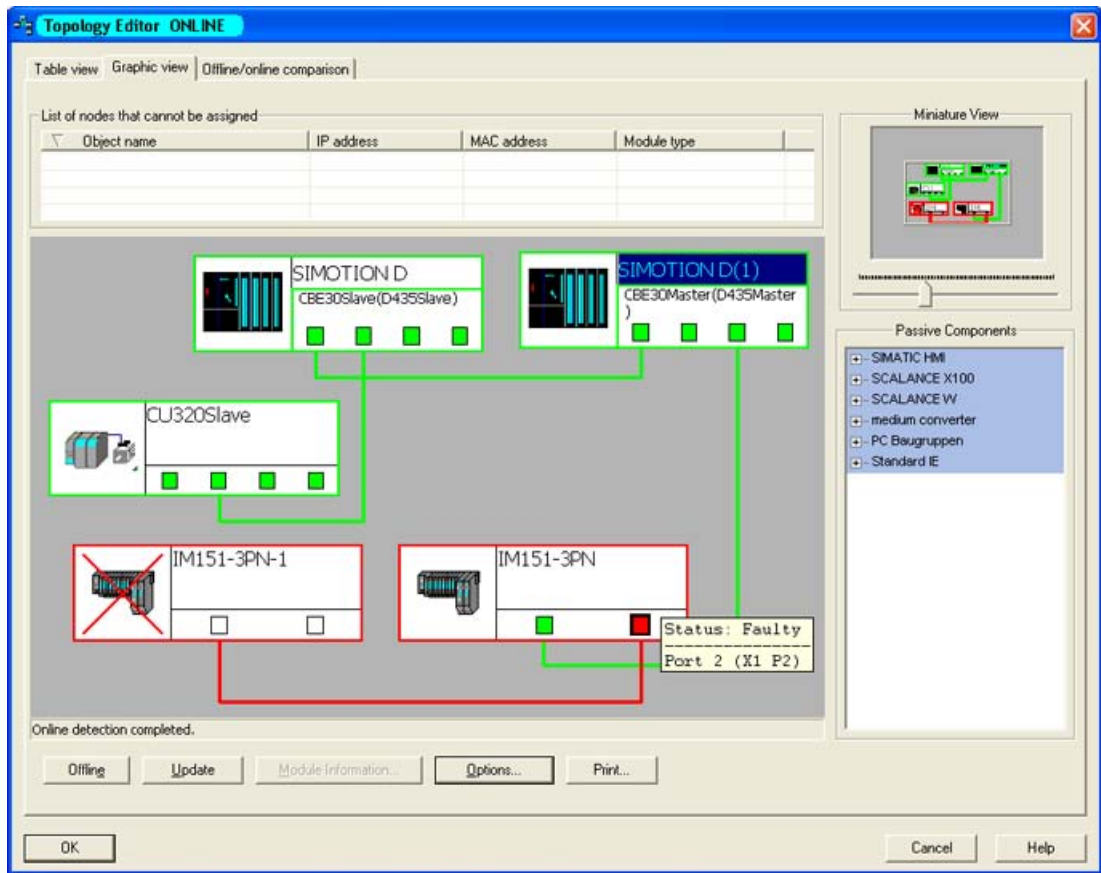 Topology Editor ONLINE
Table view Graphic view Offline/online comparison
List of nodes that cannot be assigned
Object name IP address MAC address Module type
Miniature View
SIMOTION D
CBE30Slave(D435Slave)
SIMOTION D(1)
CBE30Master(D435Master
)
Passive Components
SIMATIC HMI
SCALANCE X100
SCALANCE W
medium converter
PC Baugruppen
Standard IE
CU320Slave
IM151-3PN-1
IM151-3PN
Status: Faulty
Port 2 (X1 P2)
Online detection completed.
Offline Update Module Information... Options... Print...
OK Cancel Help